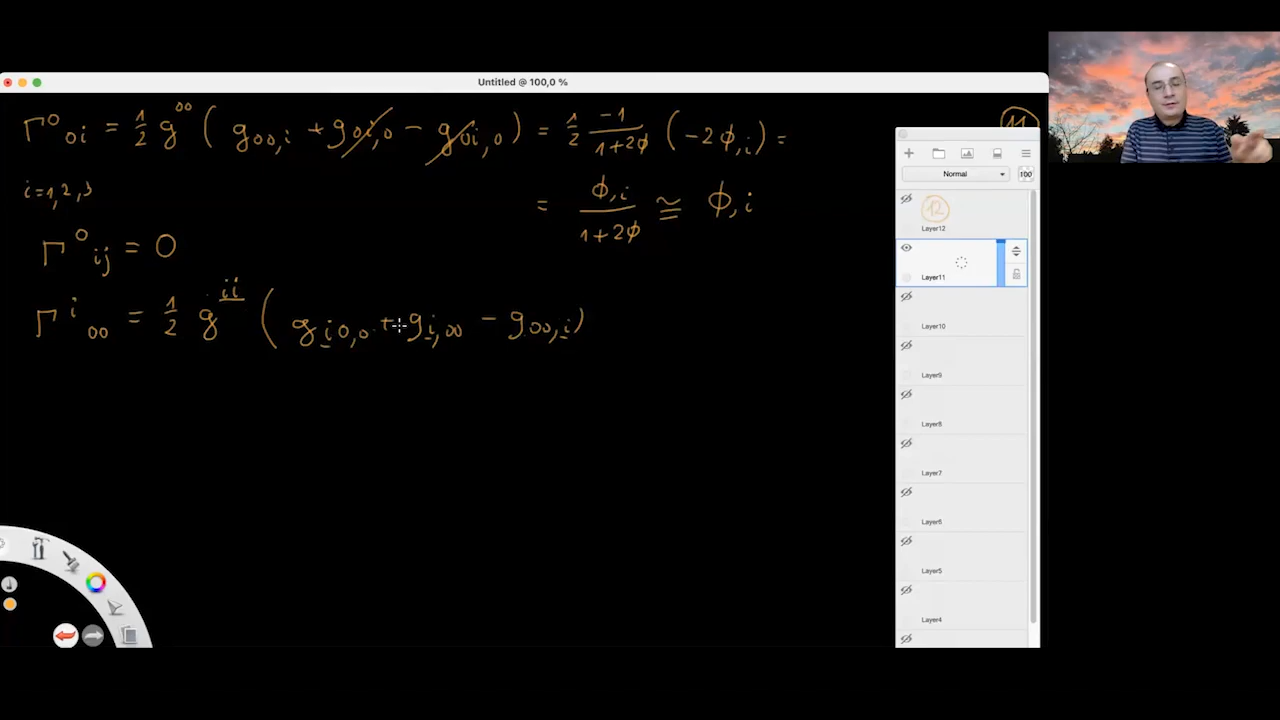 Untitled @ 100,0 %
Γ⁰₀ᵢ = 1/2 g⁰⁰ ( g₀₀,ᵢ + g₀ᵢ,₀ − g₀ᵢ,₀ ) = 1/2 −1/(1+2ϕ) (−2ϕ,ᵢ) =
11
i=1,2,3
= ϕ,ᵢ/(1+2ϕ) ≅ ϕ,ᵢ
Γ⁰ᵢⱼ = 0
Γⁱ₀₀ = 1/2 gⁱⁱ ( gᵢ₀,₀ + gᵢ,₀₀ − g₀₀,ᵢ )
Normal
100
12
Layer12
Layer11
Layer10
Layer9
Layer8
Layer7
Layer6
Layer5
Layer4